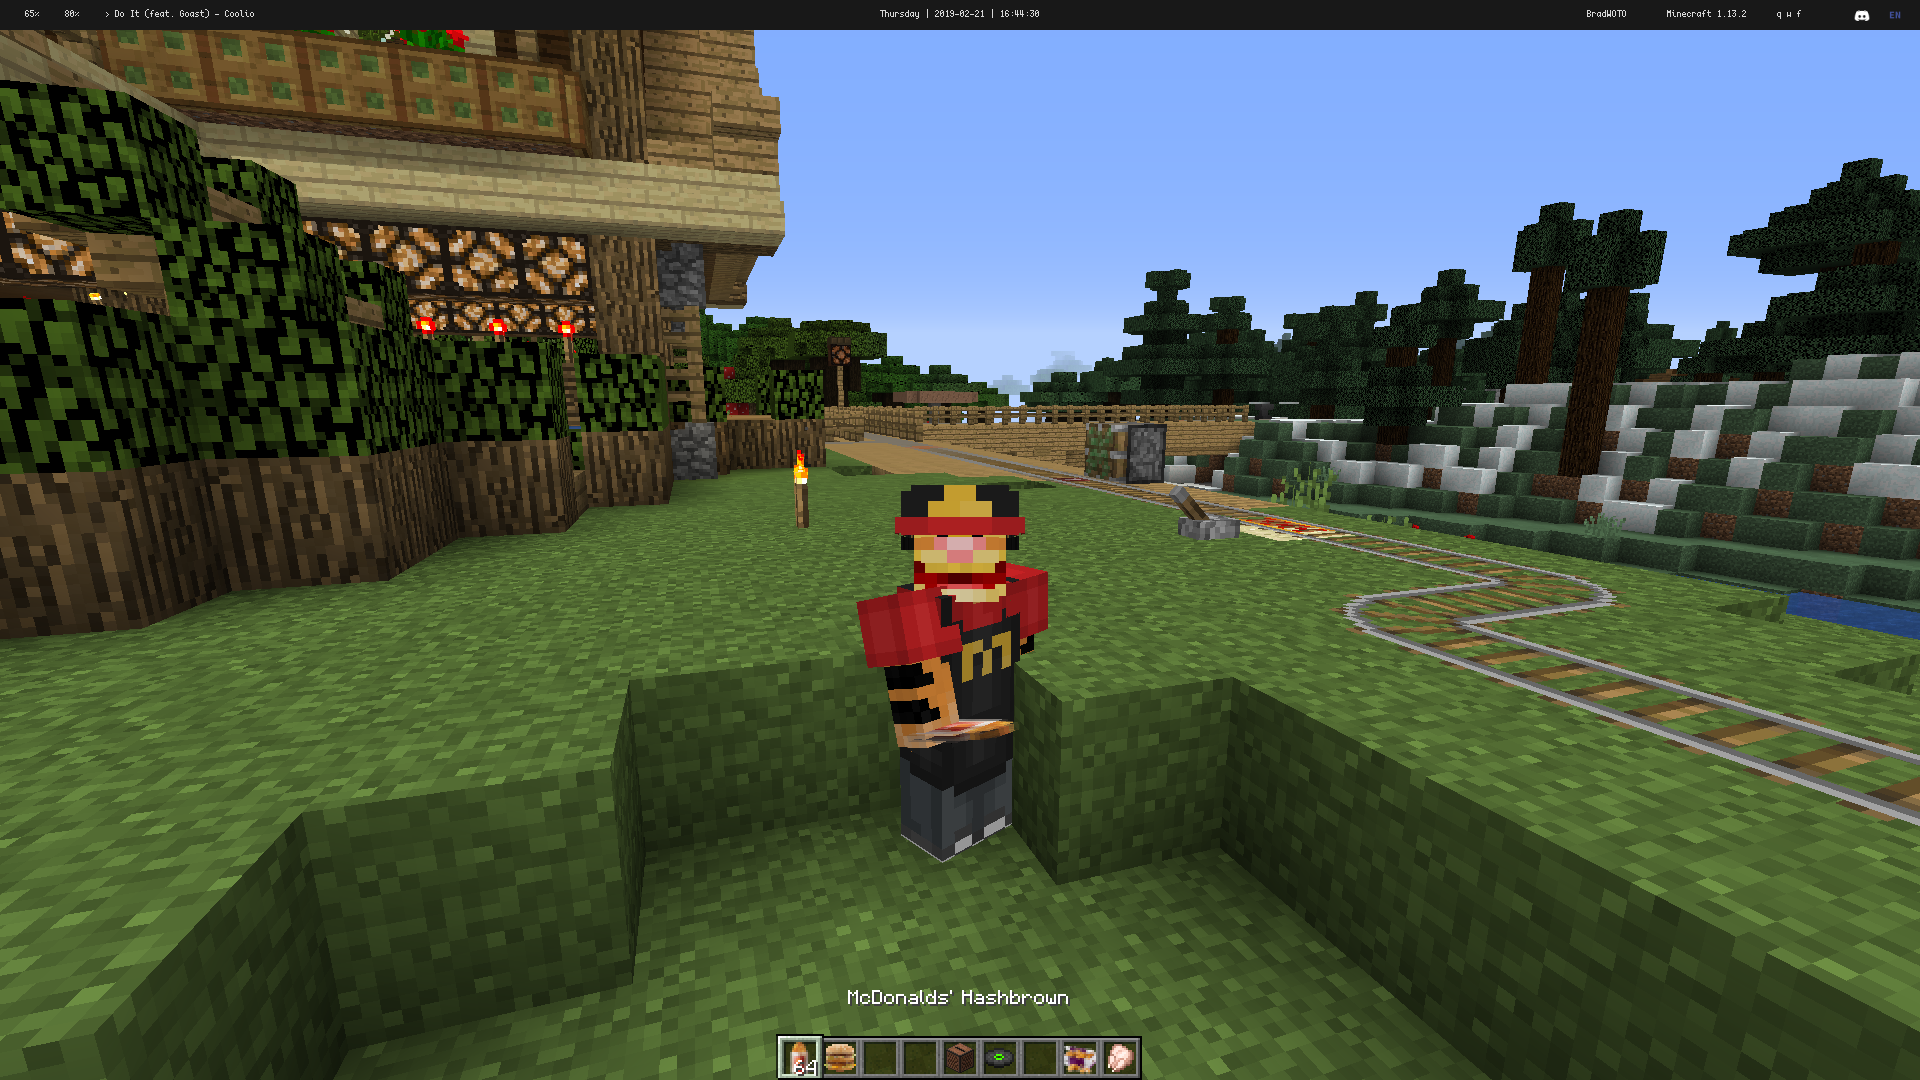 65%
80%
> Do It (feat. Goast) - Coolio
Thursday | 2019-02-21 | 16:44:30
BradWOTO
Minecraft 1.13.2
q w f
EN
m
McDonalds' Hashbrown
64